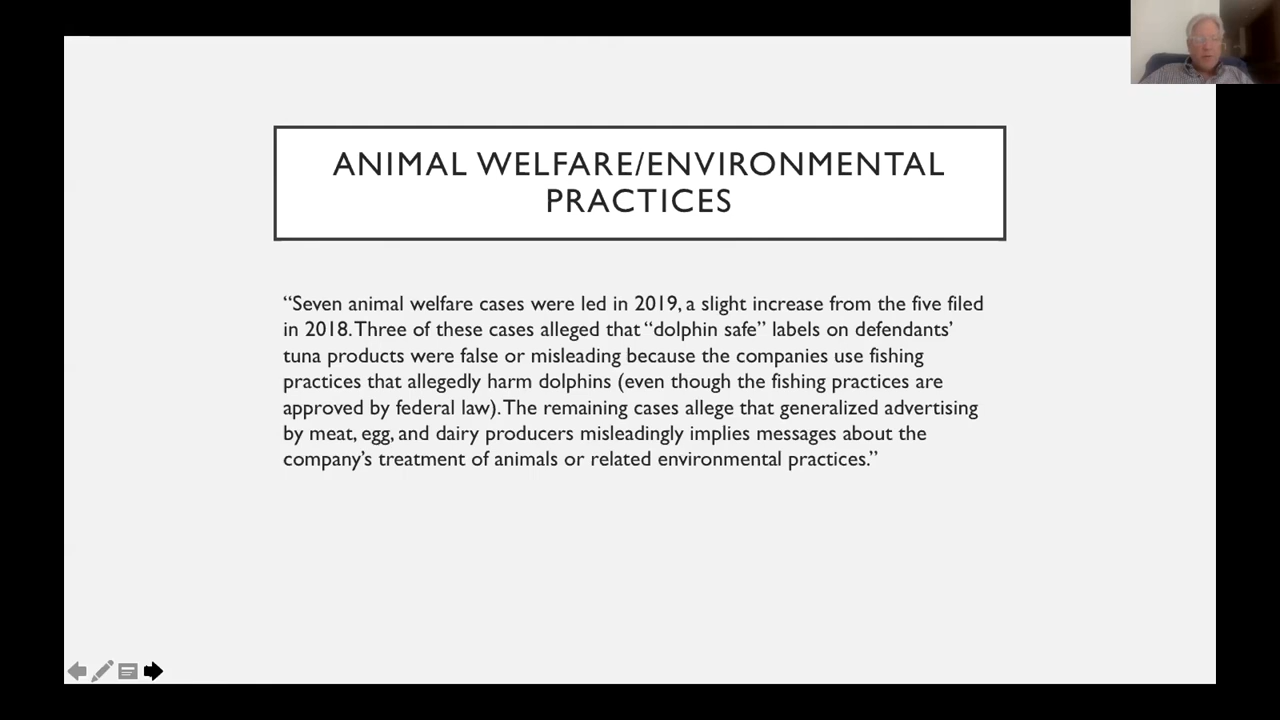 ANIMAL WELFARE/ENVIRONMENTAL
PRACTICES
“Seven animal welfare cases were led in 2019, a slight increase from the five filed
in 2018. Three of these cases alleged that “dolphin safe” labels on defendants’
tuna products were false or misleading because the companies use fishing
practices that allegedly harm dolphins (even though the fishing practices are
approved by federal law). The remaining cases allege that generalized advertising
by meat, egg, and dairy producers misleadingly implies messages about the
company’s treatment of animals or related environmental practices.”